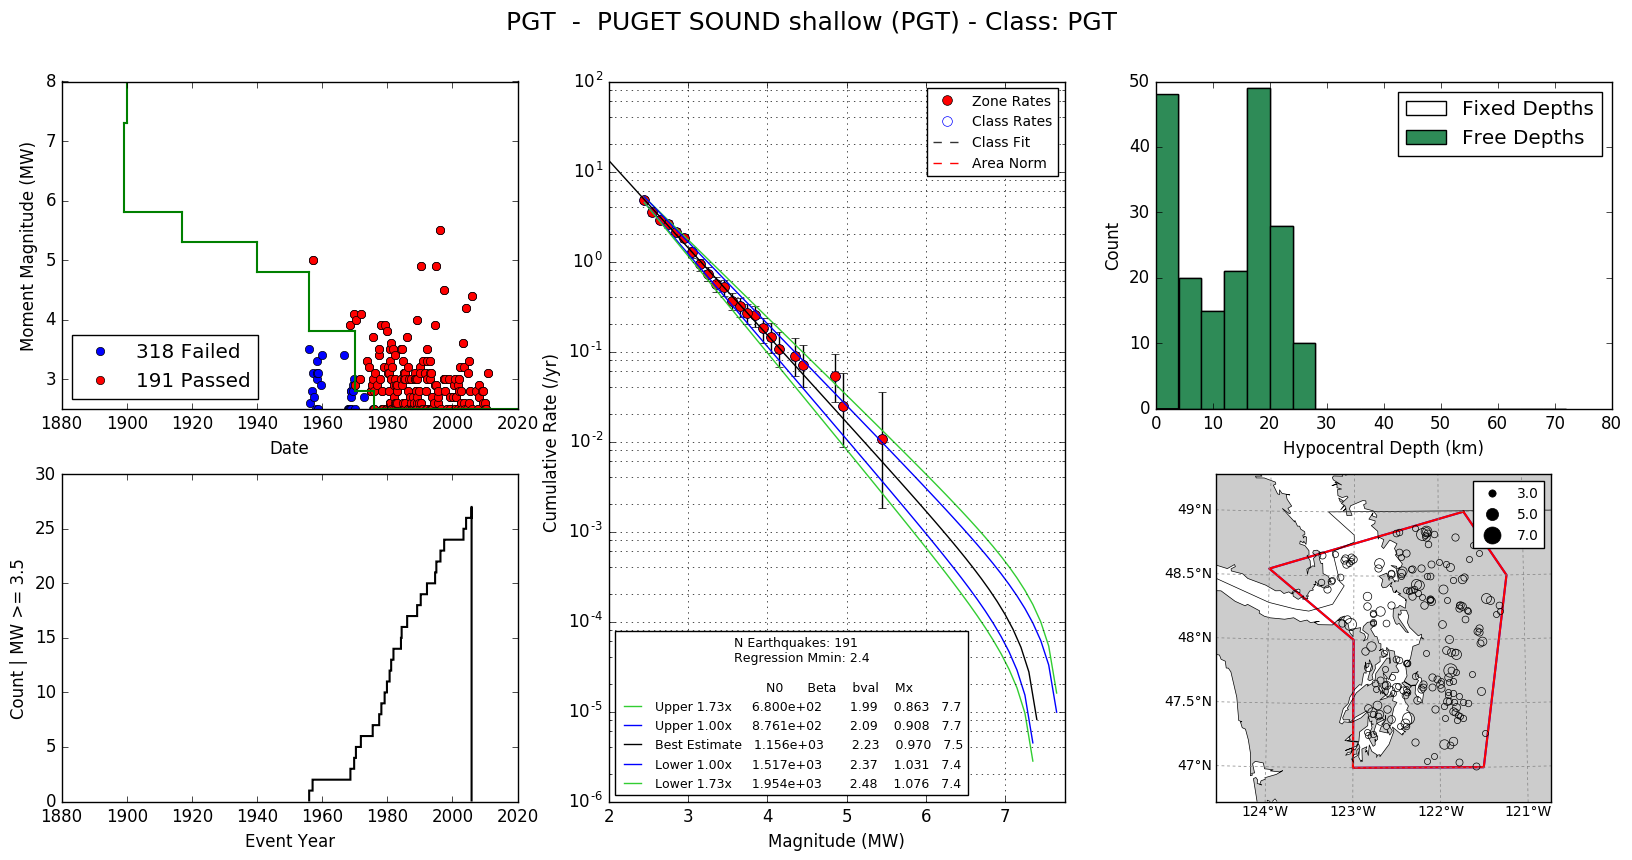 PGT - PUGET SOUND shallow (PGT) - Class: PGT
Moment Magnitude (MW)
8
7
6
5
4
3
318 Failed
191 Passed
1880 1900 1920 1940 1960 1980 2000 2020
Date
Count | MW >= 3.5
30
25
20
15
10
5
0
1880 1900 1920 1940 1960 1980 2000 2020
Event Year
Cumulative Rate (/yr)
10^2
10^1
10^0
10^-1
10^-2
10^-3
10^-4
10^-5
10^-6
Zone Rates
Class Rates
Class Fit
Area Norm
N Earthquakes: 191
Regression Mmin: 2.4
N0 Beta bval Mx
Upper 1.73x 6.800e+02 1.99 0.863 7.7
Upper 1.00x 8.761e+02 2.09 0.908 7.7
Best Estimate 1.156e+03 2.23 0.970 7.5
Lower 1.00x 1.517e+03 2.37 1.031 7.4
Lower 1.73x 1.954e+03 2.48 1.076 7.4
2 3 4 5 6 7
Magnitude (MW)
Count
50
40
30
20
10
0
Fixed Depths
Free Depths
0 10 20 30 40 50 60 70 80
Hypocentral Depth (km)
3.0
5.0
7.0
49°N
48.5°N
48°N
47.5°N
47°N
124°W 123°W 122°W 121°W